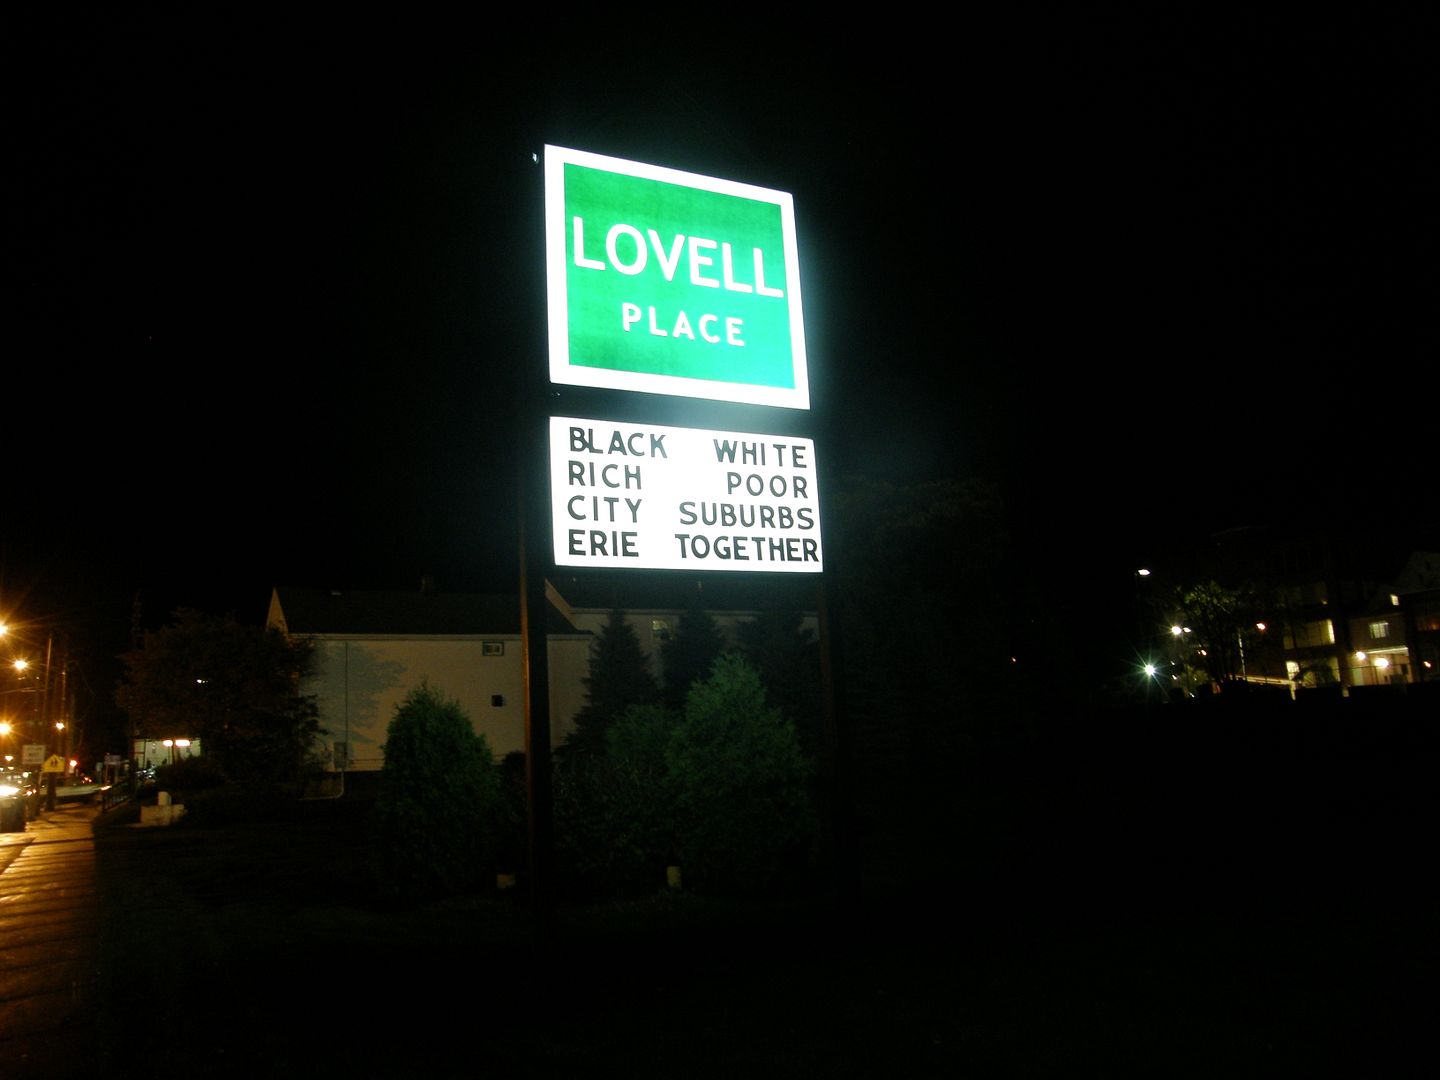 LOVELL
PLACE
BLACK WHITE
RICH POOR
CITY SUBURBS
ERIE TOGETHER